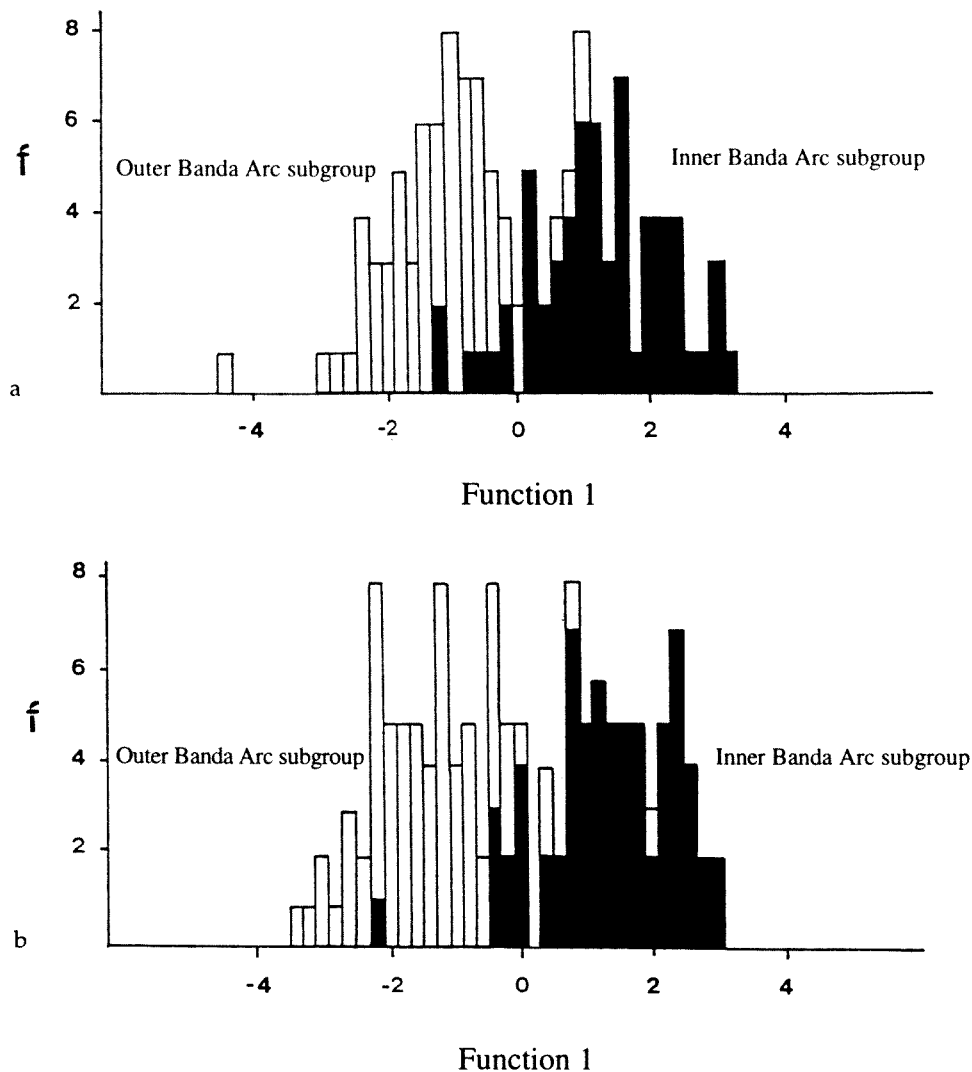 8
6
f
Outer Banda Arc subgroup
Inner Banda Arc subgroup
4
2
a
-4 -2 0 2 4
Function 1
8
6
f
Outer Banda Arc subgroup
Inner Banda Arc subgroup
4
2
b
-4 -2 0 2 4
Function 1